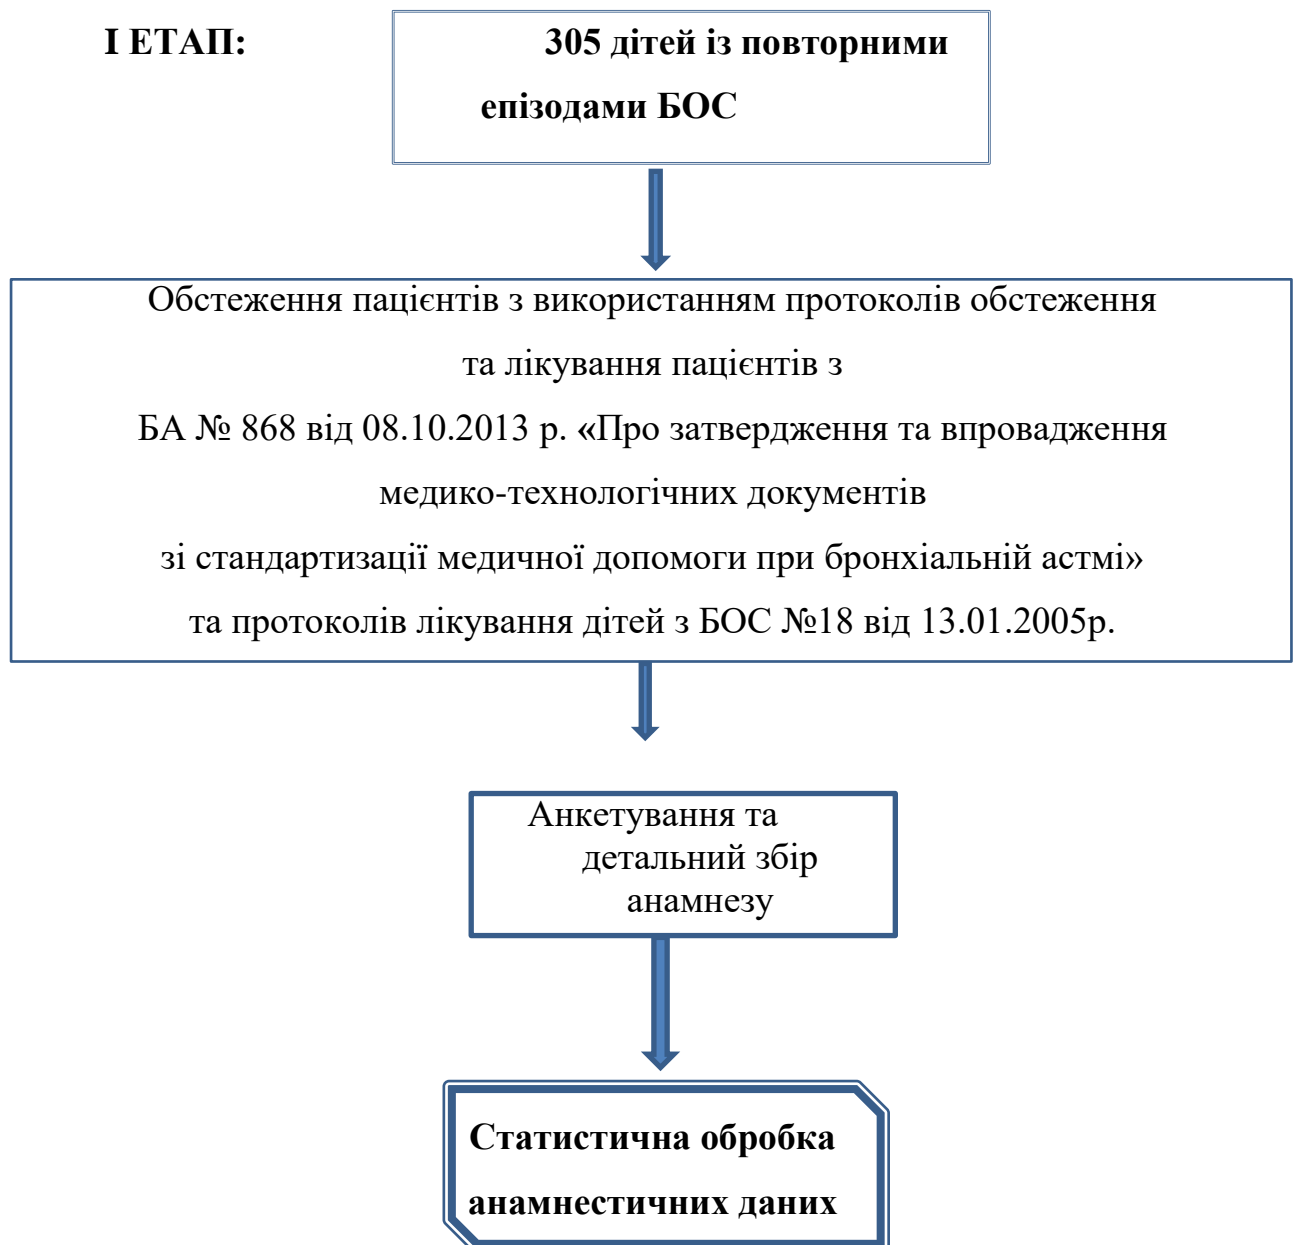 І ЕТАП:
305 дітей із повторними
епізодами БОС
Обстеження пацієнтів з використанням протоколів обстеження
та лікування пацієнтів з
БА № 868 від 08.10.2013 р. «Про затвердження та впровадження
медико-технологічних документів
зі стандартизації медичної допомоги при бронхіальній астмі»
та протоколів лікування дітей з БОС №18 від 13.01.2005р.
Анкетування та
детальний збір
анамнезу
Статистична обробка
анамнестичних даних